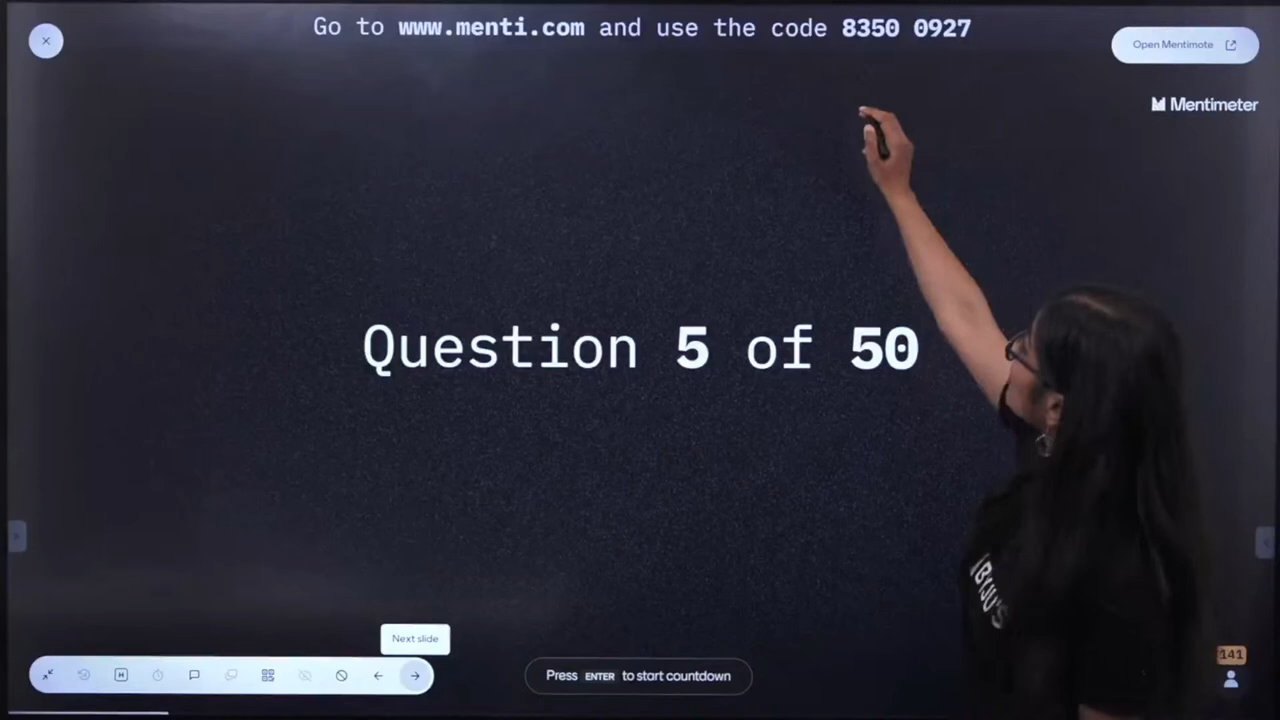 Go to www.menti.com and use the code 8350 0927
Open Mentimote
Mentimeter
Question 5 of 50
Next slide
H
Press ENTER to start countdown
BYJU'S
141